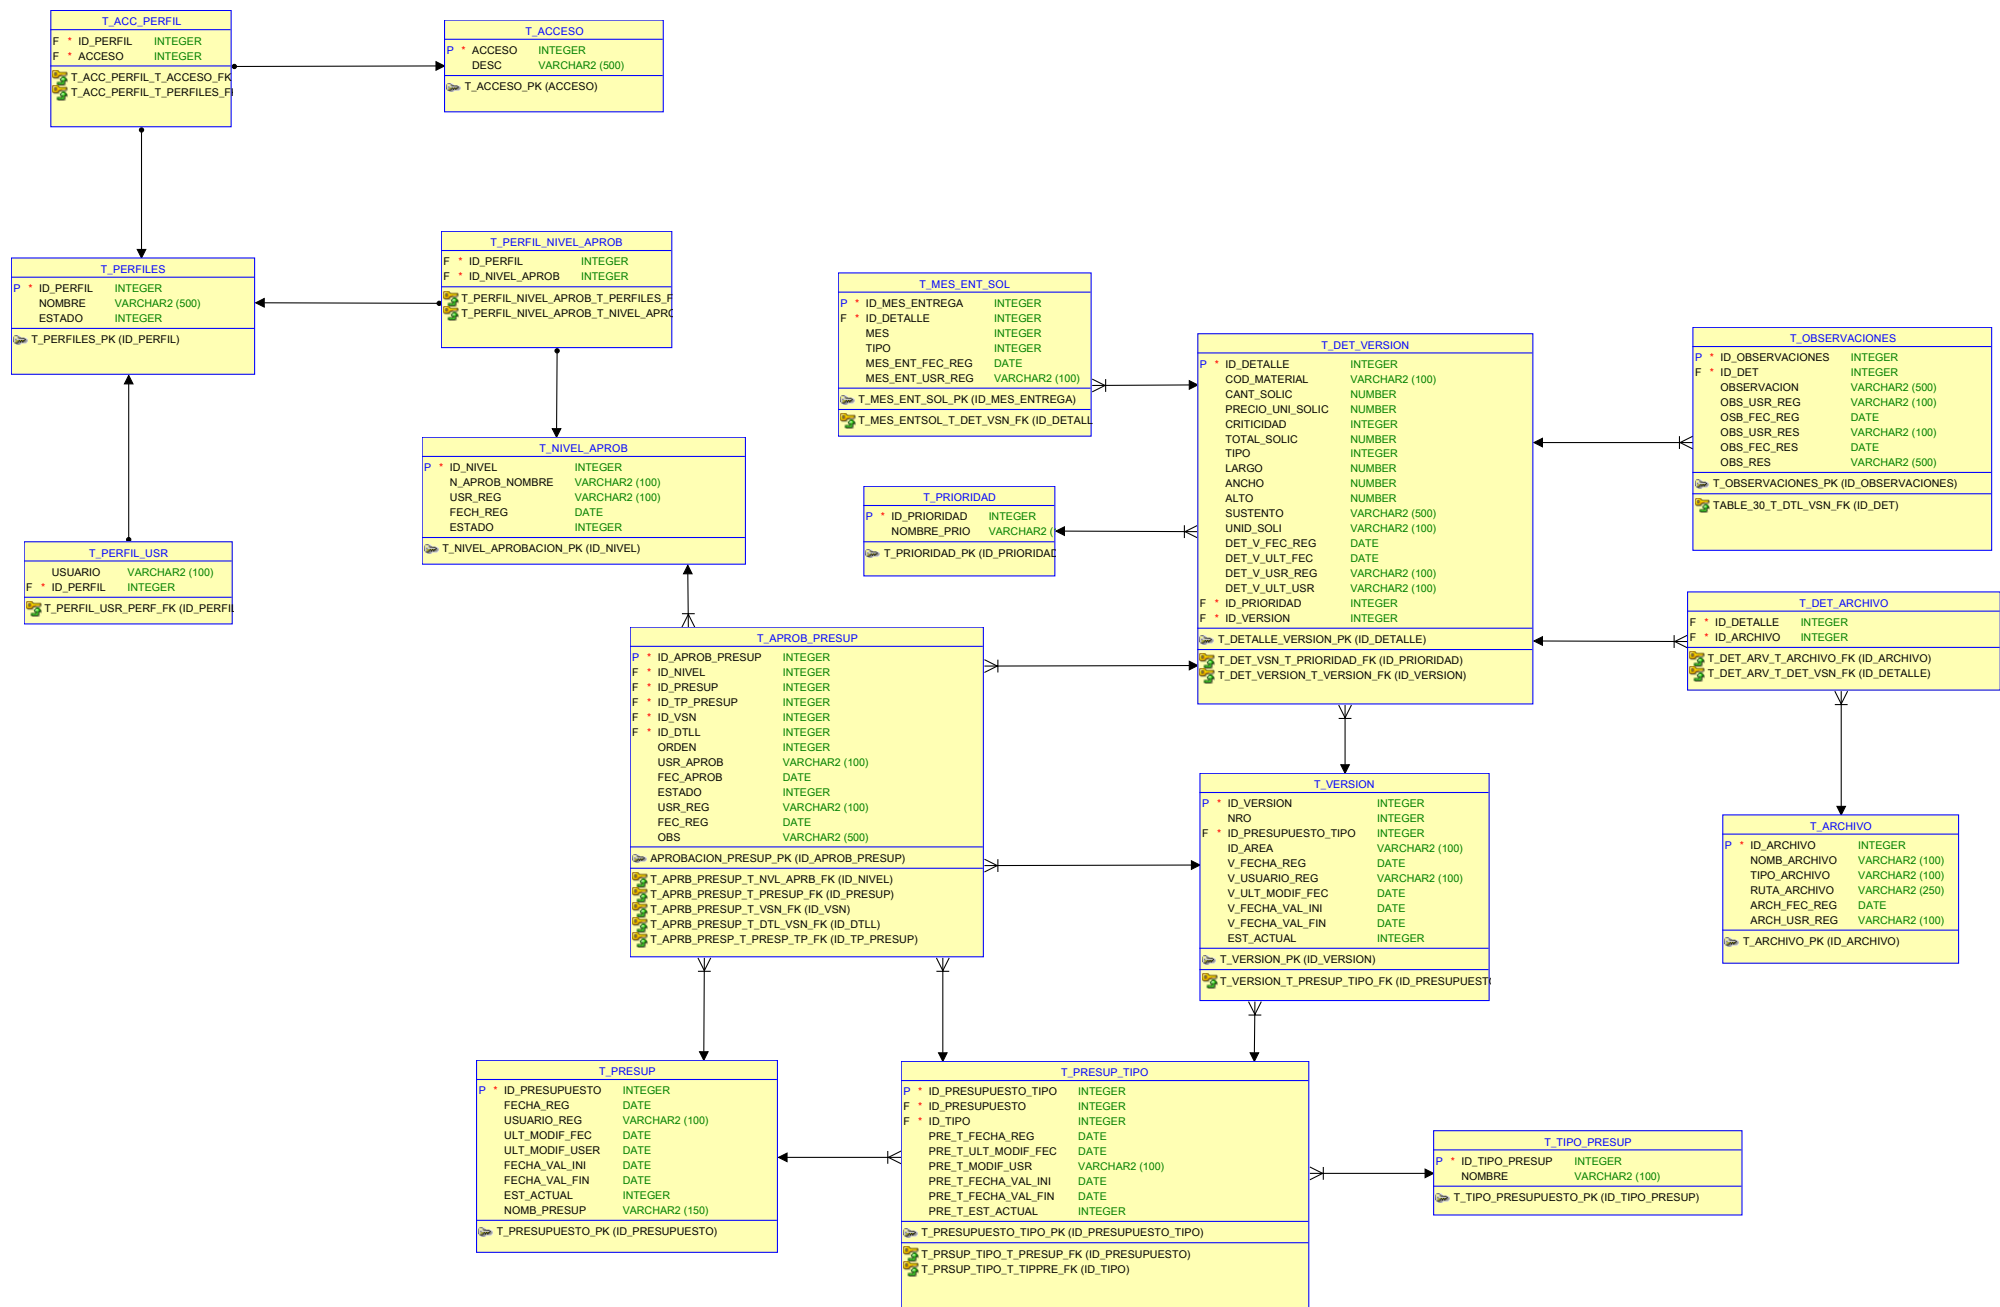 T_ACC_PERFIL
F * ID_PERFIL INTEGER
F * ACCESO INTEGER
T_ACC_PERFIL_T_ACCESO_FK
T_ACC_PERFIL_T_PERFILES_F
T_ACCESO
P * ACCESO INTEGER
DESC VARCHAR2 (500)
T_ACCESO_PK (ACCESO)
T_PERFILES
P * ID_PERFIL INTEGER
NOMBRE VARCHAR2 (500)
ESTADO INTEGER
T_PERFILES_PK (ID_PERFIL)
T_PERFIL_NIVEL_APROB
F * ID_PERFIL INTEGER
F * ID_NIVEL_APROB INTEGER
T_PERFIL_NIVEL_APROB_T_PERFILES_F
T_PERFIL_NIVEL_APROB_T_NIVEL_APRO
T_MES_ENT_SOL
P * ID_MES_ENTREGA INTEGER
F * ID_DETALLE INTEGER
MES INTEGER
TIPO INTEGER
MES_ENT_FEC_REG DATE
MES_ENT_USR_REG VARCHAR2 (100)
T_MES_ENT_SOL_PK (ID_MES_ENTREGA)
T_MES_ENTSOL_T_DET_VSN_FK (ID_DETALL
T_DET_VERSION
P * ID_DETALLE INTEGER
COD_MATERIAL VARCHAR2 (100)
CANT_SOLIC NUMBER
PRECIO_UNI_SOLIC NUMBER
CRITICIDAD INTEGER
TOTAL_SOLIC NUMBER
TIPO INTEGER
LARGO NUMBER
ANCHO NUMBER
ALTO NUMBER
SUSTENTO VARCHAR2 (500)
UNID_SOLI VARCHAR2 (100)
DET_V_FEC_REG DATE
DET_V_ULT_FEC DATE
DET_V_USR_REG VARCHAR2 (100)
DET_V_ULT_USR VARCHAR2 (100)
F * ID_PRIORIDAD INTEGER
F * ID_VERSION INTEGER
T_DETALLE_VERSION_PK (ID_DETALLE)
T_DET_VSN_T_PRIORIDAD_FK (ID_PRIORIDAD)
T_DET_VERSION_T_VERSION_FK (ID_VERSION)
T_OBSERVACIONES
P * ID_OBSERVACIONES INTEGER
F * ID_DET INTEGER
OBSERVACION VARCHAR2 (500)
OBS_USR_REG VARCHAR2 (100)
OSB_FEC_REG DATE
OBS_USR_RES VARCHAR2 (100)
OBS_FEC_RES DATE
OBS_RES VARCHAR2 (500)
T_OBSERVACIONES_PK (ID_OBSERVACIONES)
TABLE_30_T_DTL_VSN_FK (ID_DET)
T_NIVEL_APROB
P * ID_NIVEL INTEGER
N_APROB_NOMBRE VARCHAR2 (100)
USR_REG VARCHAR2 (100)
FECH_REG DATE
ESTADO INTEGER
T_NIVEL_APROBACION_PK (ID_NIVEL)
T_PRIORIDAD
P * ID_PRIORIDAD INTEGER
NOMBRE_PRIO VARCHAR2 (
T_PRIORIDAD_PK (ID_PRIORIDAD
T_PERFIL_USR
USUARIO VARCHAR2 (100)
F * ID_PERFIL INTEGER
T_PERFIL_USR_PERF_FK (ID_PERFIL
T_DET_ARCHIVO
F * ID_DETALLE INTEGER
F * ID_ARCHIVO INTEGER
T_DET_ARV_T_ARCHIVO_FK (ID_ARCHIVO)
T_DET_ARV_T_DET_VSN_FK (ID_DETALLE)
T_APROB_PRESUP
P * ID_APROB_PRESUP INTEGER
F * ID_NIVEL INTEGER
F * ID_PRESUP INTEGER
F * ID_TP_PRESUP INTEGER
F * ID_VSN INTEGER
F * ID_DTLL INTEGER
ORDEN INTEGER
USR_APROB VARCHAR2 (100)
FEC_APROB DATE
ESTADO INTEGER
USR_REG VARCHAR2 (100)
FEC_REG DATE
OBS VARCHAR2 (500)
APROBACION_PRESUP_PK (ID_APROB_PRESUP)
T_APRB_PRESUP_T_NVL_APRB_FK (ID_NIVEL)
T_APRB_PRESUP_T_PRESUP_FK (ID_PRESUP)
T_APRB_PRESUP_T_VSN_FK (ID_VSN)
T_APRB_PRESUP_T_DTL_VSN_FK (ID_DTLL)
T_APRB_PRESP_T_PRESP_TP_FK (ID_TP_PRESUP)
T_VERSION
P * ID_VERSION INTEGER
NRO INTEGER
F * ID_PRESUPUESTO_TIPO INTEGER
ID_AREA VARCHAR2 (100)
V_FECHA_REG DATE
V_USUARIO_REG VARCHAR2 (100)
V_ULT_MODIF_FEC DATE
V_FECHA_VAL_INI DATE
V_FECHA_VAL_FIN DATE
EST_ACTUAL INTEGER
T_VERSION_PK (ID_VERSION)
T_VERSION_T_PRESUP_TIPO_FK (ID_PRESUPUEST
T_ARCHIVO
P * ID_ARCHIVO INTEGER
NOMB_ARCHIVO VARCHAR2 (100)
TIPO_ARCHIVO VARCHAR2 (100)
RUTA_ARCHIVO VARCHAR2 (250)
ARCH_FEC_REG DATE
ARCH_USR_REG VARCHAR2 (100)
T_ARCHIVO_PK (ID_ARCHIVO)
T_PRESUP
P * ID_PRESUPUESTO INTEGER
FECHA_REG DATE
USUARIO_REG VARCHAR2 (100)
ULT_MODIF_FEC DATE
ULT_MODIF_USER DATE
FECHA_VAL_INI DATE
FECHA_VAL_FIN DATE
EST_ACTUAL INTEGER
NOMB_PRESUP VARCHAR2 (150)
T_PRESUPUESTO_PK (ID_PRESUPUESTO)
T_PRESUP_TIPO
P * ID_PRESUPUESTO_TIPO INTEGER
F * ID_PRESUPUESTO INTEGER
F * ID_TIPO INTEGER
PRE_T_FECHA_REG DATE
PRE_T_ULT_MODIF_FEC DATE
PRE_T_MODIF_USR VARCHAR2 (100)
PRE_T_FECHA_VAL_INI DATE
PRE_T_FECHA_VAL_FIN DATE
PRE_T_EST_ACTUAL INTEGER
T_PRESUPUESTO_TIPO_PK (ID_PRESUPUESTO_TIPO)
T_PRSUP_TIPO_T_PRESUP_FK (ID_PRESUPUESTO)
T_PRSUP_TIPO_T_TIPPRE_FK (ID_TIPO)
T_TIPO_PRESUP
P * ID_TIPO_PRESUP INTEGER
NOMBRE VARCHAR2 (100)
T_TIPO_PRESUPUESTO_PK (ID_TIPO_PRESUP)